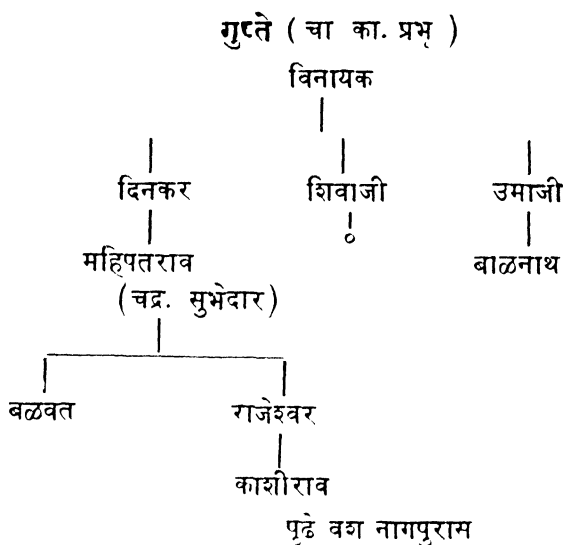 गुप्ते ( चा का. प्रभू )
विनायक
दिनकर शिवाजी उमाजी
महिपतराव बाळनाथ
(चद्र. सुभेदार)
बळवत राजेश्वर
काशीराव
पूढे वश नागपुरास